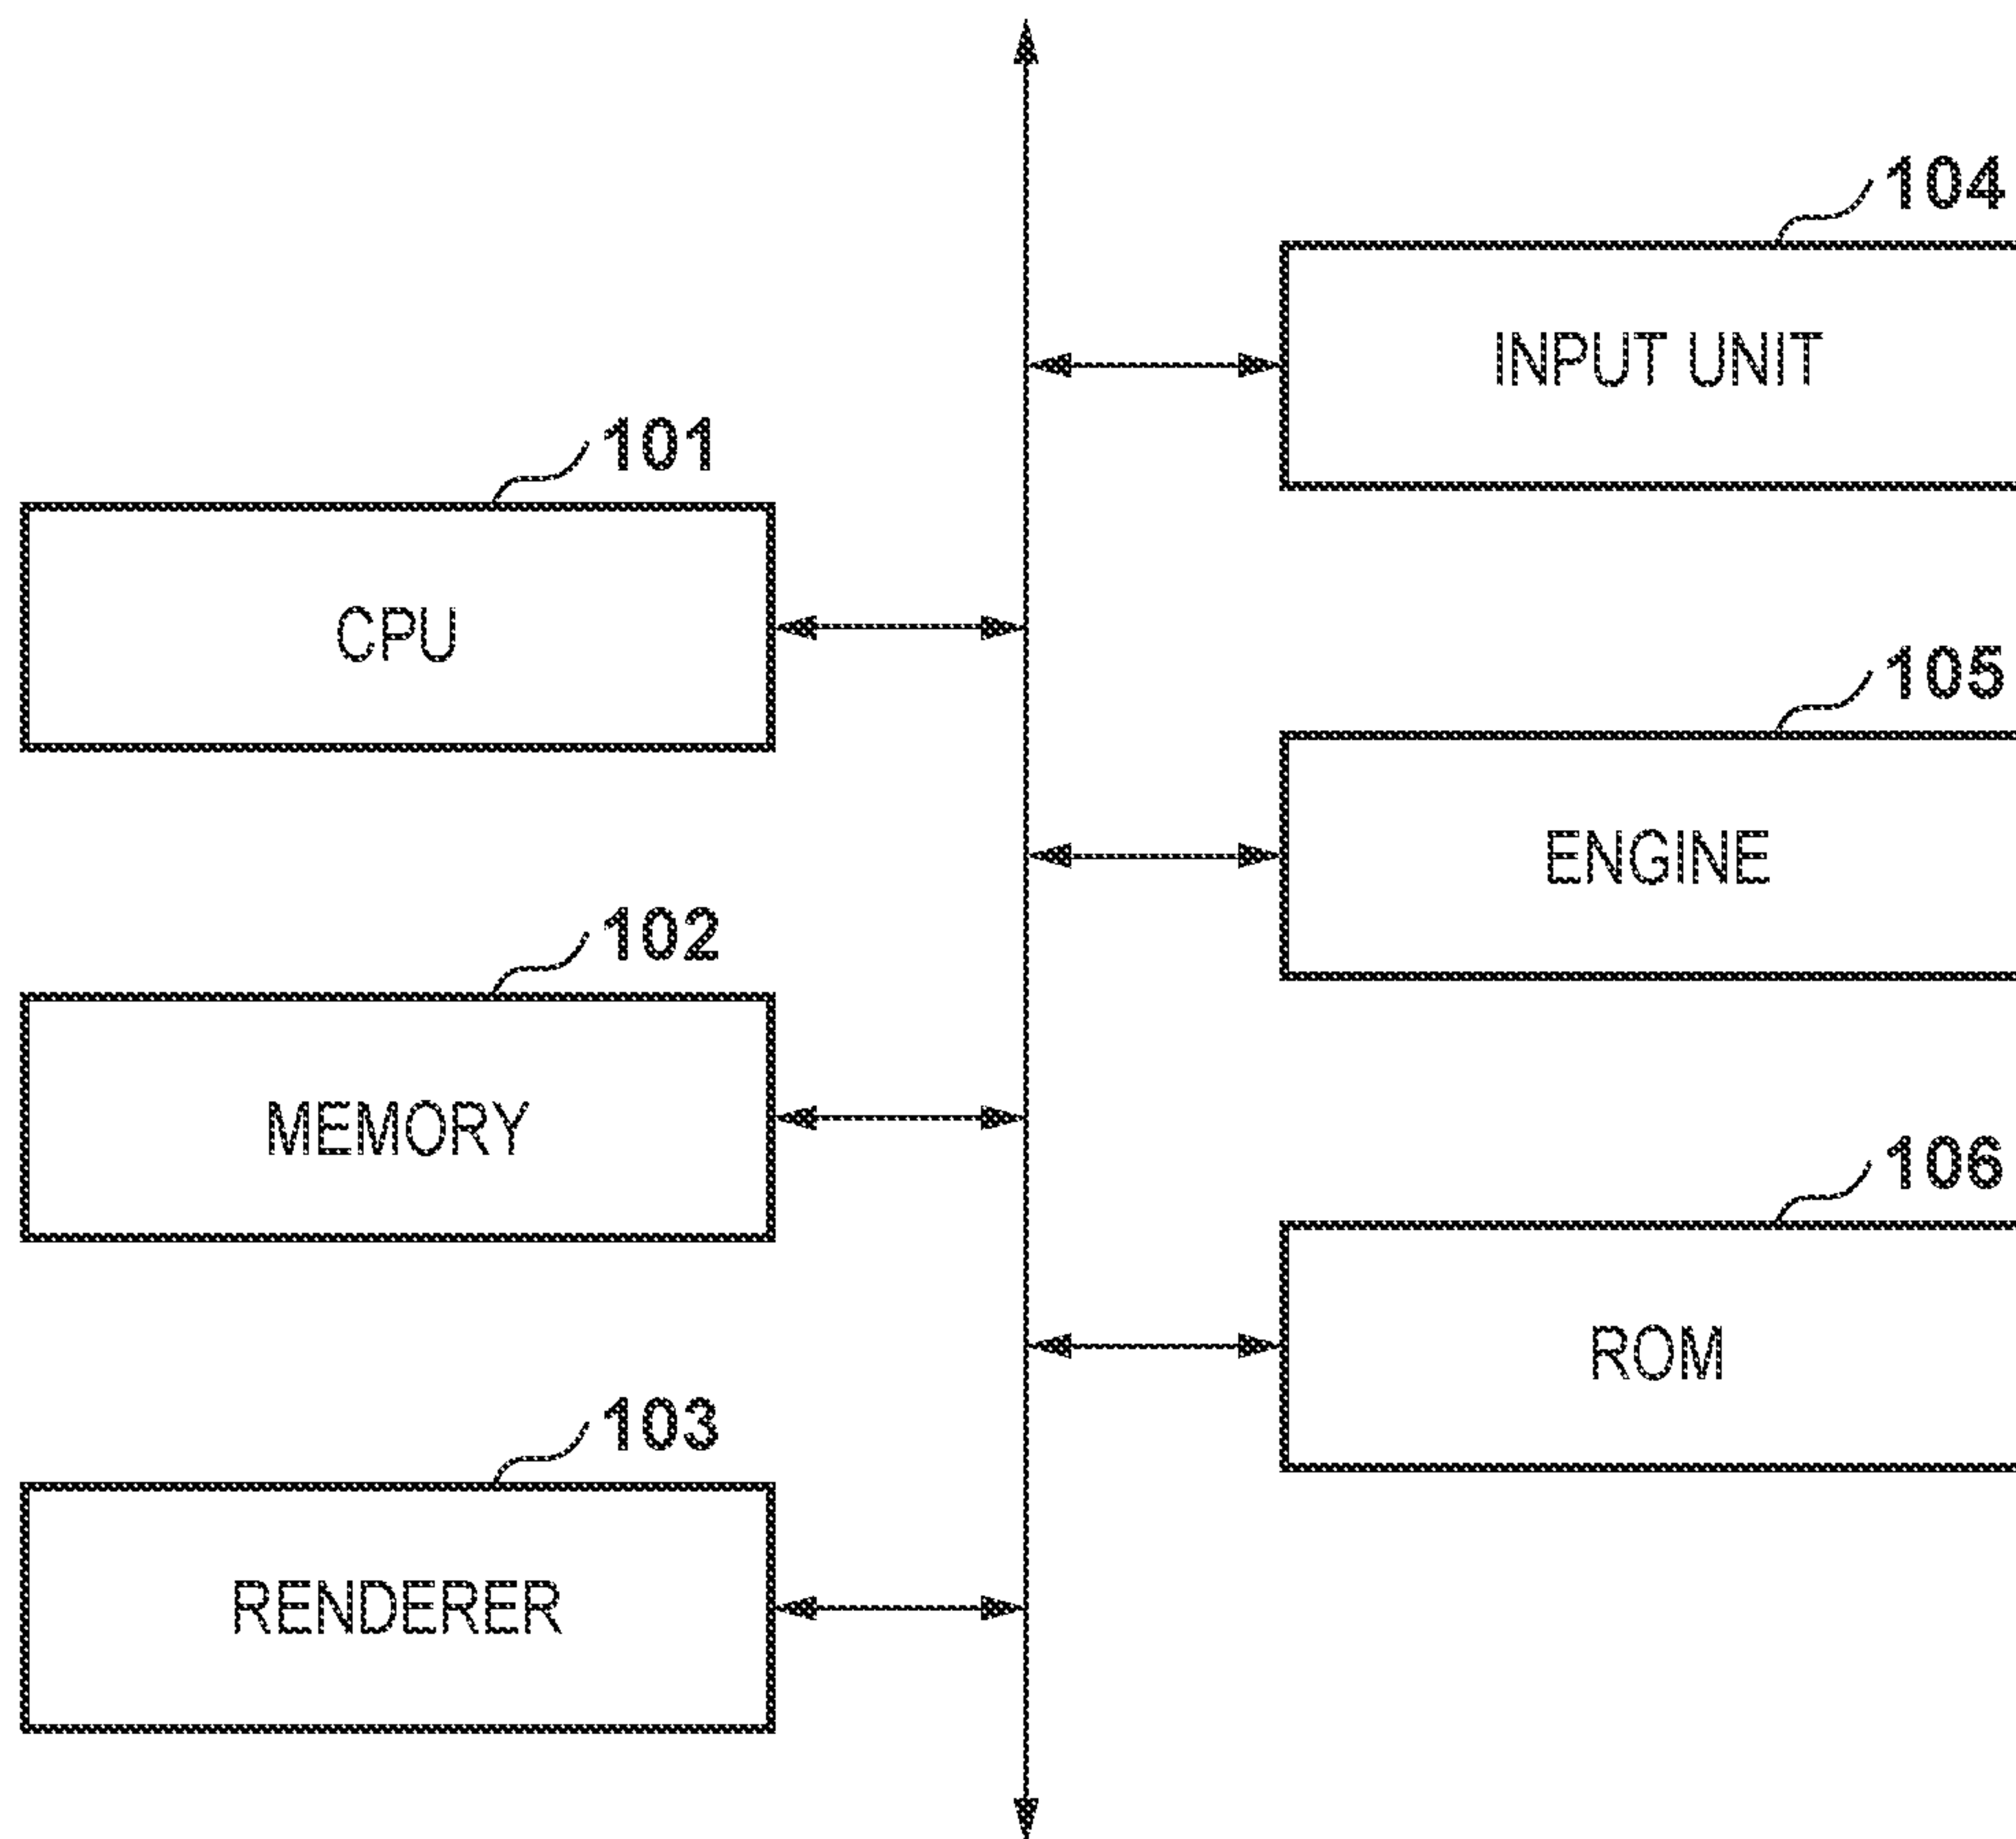 104
INPUT UNIT
101
CPU
105
ENGINE
102
MEMORY
106
ROM
103
RENDERER